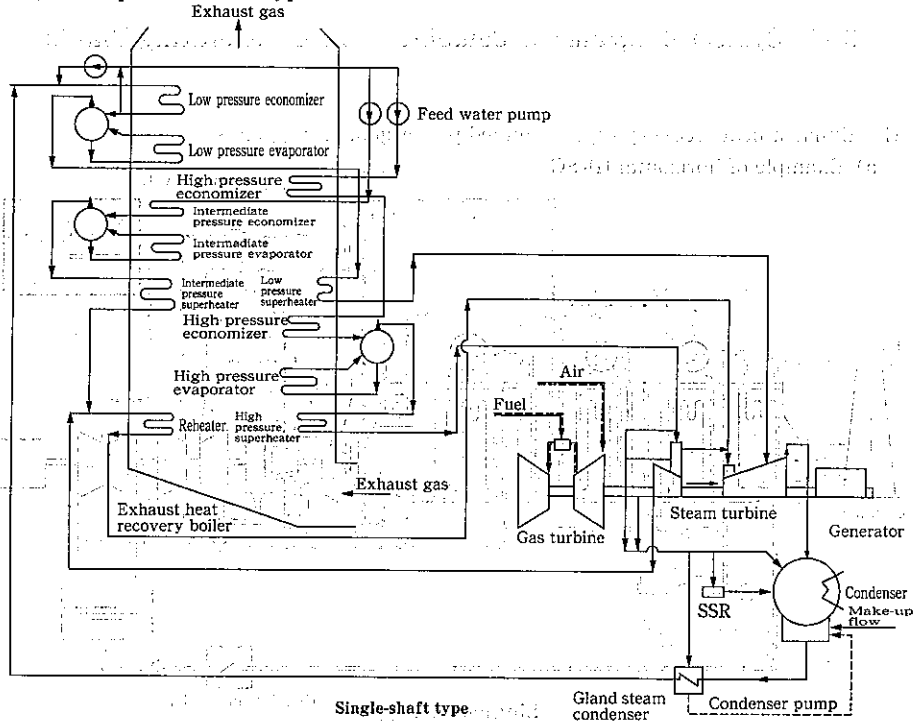 Exhaust gas
Low pressure economizer
Feed water pump
Low pressure evaporator
High pressure
economizer
Intermediate
pressure economizer
Intermadiate
pressure evaporator
Intermediate
pressure
superheater
Low
pressure
superheater
High pressure
economizer
High pressure
evaporator
Reheater
High
pressure
superheater
Air
Fuel
Exhaust gas
Exhaust heat
recovery boiler
Gas turbine
Steam turbine
Generator
Condenser
Make-up
flow
SSR
Gland steam
condenser
Condenser pump
Single-shaft type